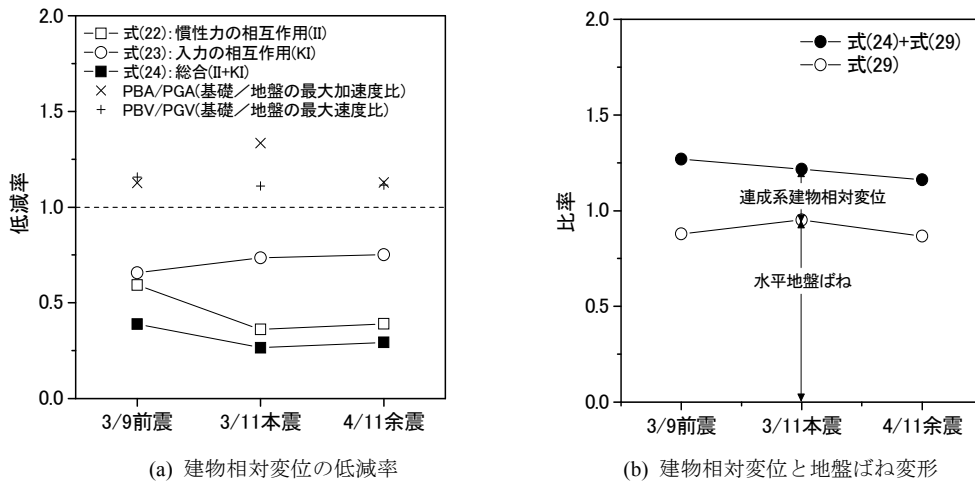 2.0
1.5
1.0
0.5
0.0
低減率
式(22): 慣性力の相互作用(II)
式(23): 入力の相互作用(KI)
式(24): 総合(II+KI)
PBA/PGA(基礎／地盤の最大加速度比)
PBV/PGV(基礎／地盤の最大速度比)
3/9前震
3/11本震
4/11余震
(a) 建物相対変位の低減率
2.0
1.5
1.0
0.5
0.0
比率
式(24)+式(29)
式(29)
連成系建物相対変位
水平地盤ばね
3/9前震
3/11本震
4/11余震
(b) 建物相対変位と地盤ばね変形